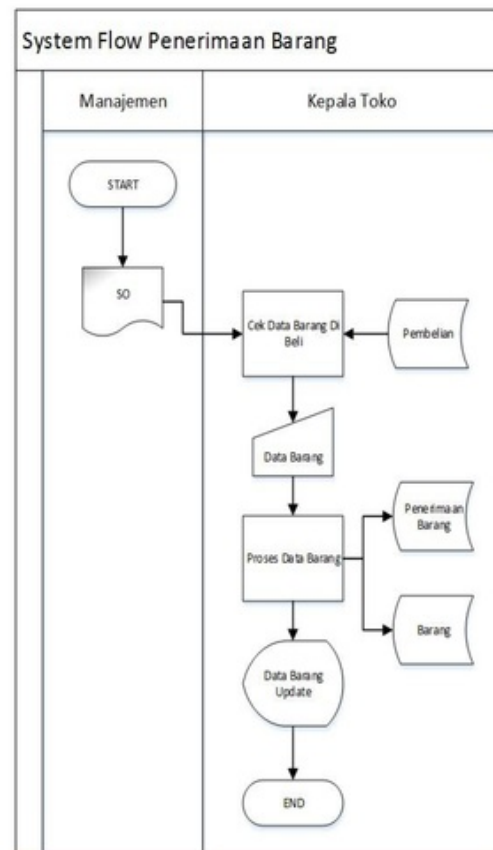 System Flow Penerimaan Barang
Manajemen
Kepala Toko
START
SO
Cek Data Barang Di
Beli
Pembelian
Data Barang
Proses Data Barang
Penerimaan
Barang
Barang
Data Barang
Update
END